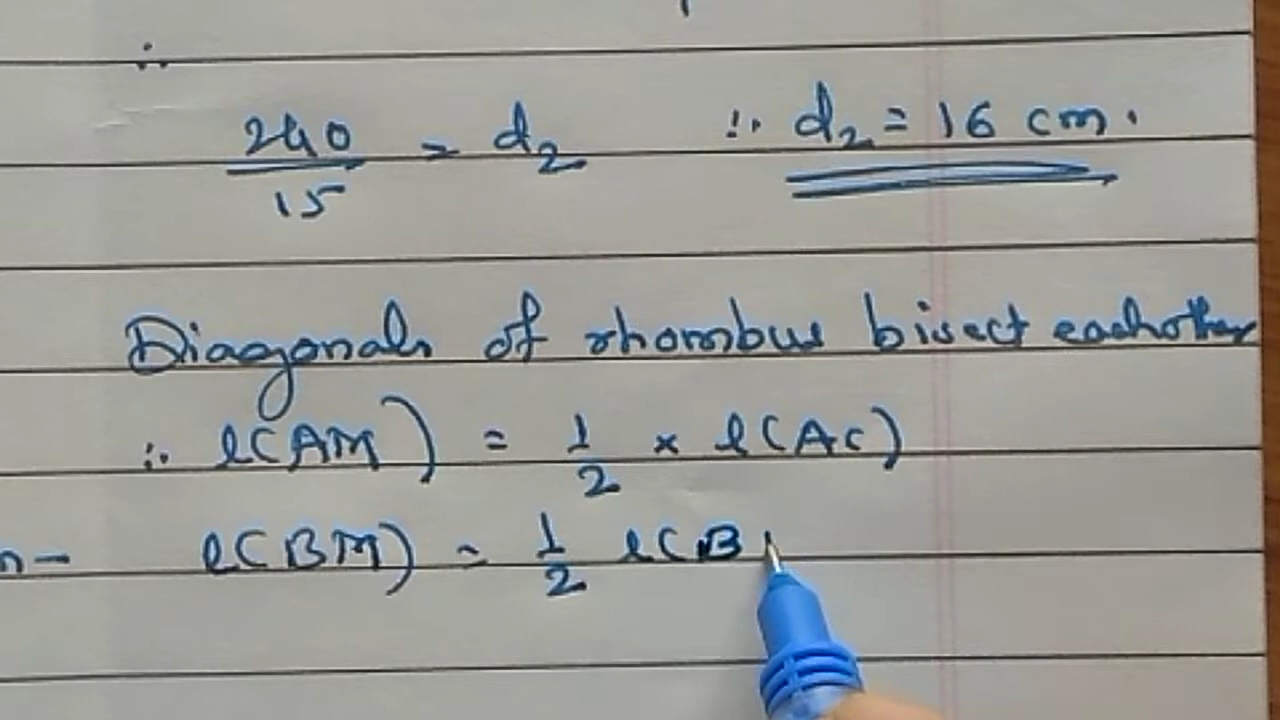 ∴
240/15 = d₂ ∴ d₂ = 16 cm.
Diagonals of rhombus bisect eachother
∴ l(AM) = 1/2 × l(AC)
n- l(BM) = 1/2 l(B